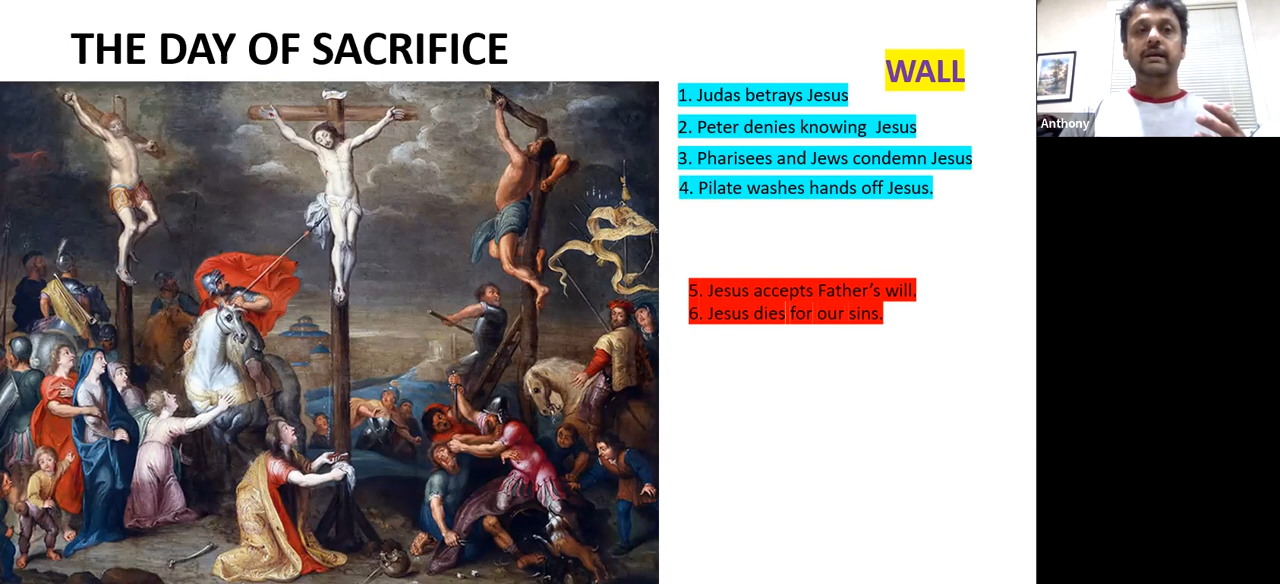 THE DAY OF SACRIFICE
WALL
1. Judas betrays Jesus
2. Peter denies knowing  Jesus
3. Pharisees and Jews condemn Jesus
4. Pilate washes hands off Jesus.
5. Jesus accepts Father’s will.
6. Jesus dies for our sins.
Anthony